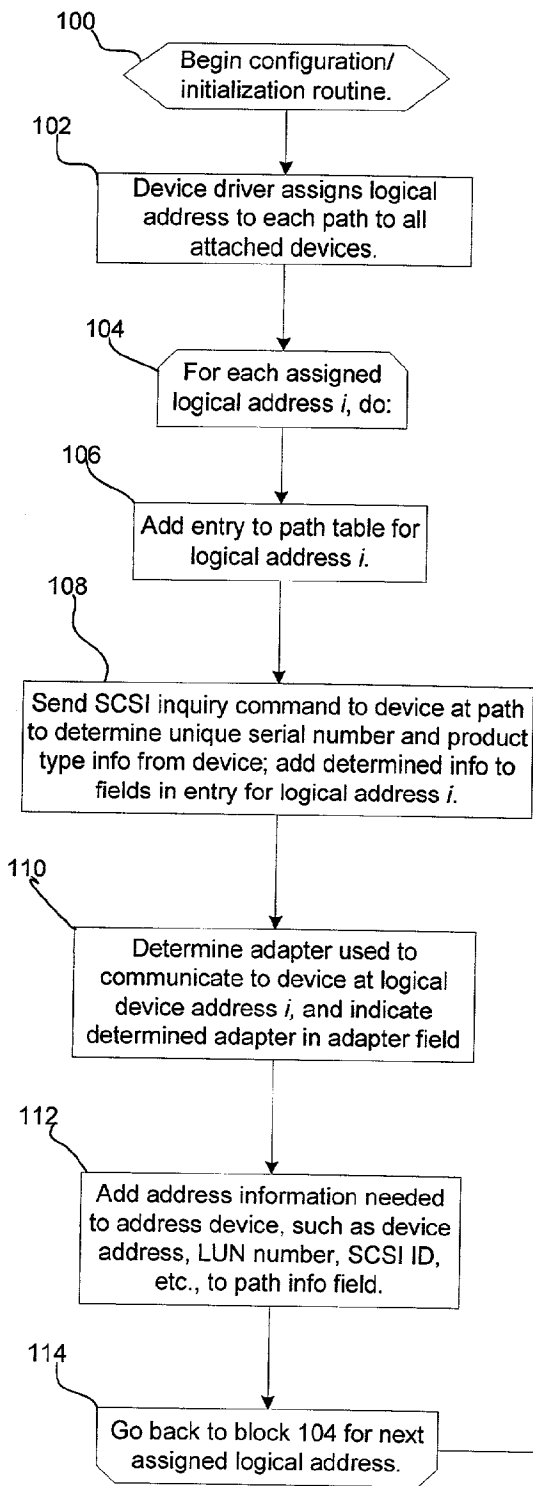 100
Begin configuration/
initialization routine.
102
Device driver assigns logical
address to each path to all
attached devices.
104
For each assigned
logical address i, do:
106
Add entry to path table for
logical address i.
108
Send SCSI inquiry command to device at path
to determine unique serial number and product
type info from device; add determined info to
fields in entry for logical address i.
110
Determine adapter used to
communicate to device at logical
device address i, and indicate
determined adapter in adapter field
112
Add address information needed
to address device, such as device
address, LUN number, SCSI ID,
etc., to path info field.
114
Go back to block 104 for next
assigned logical address.